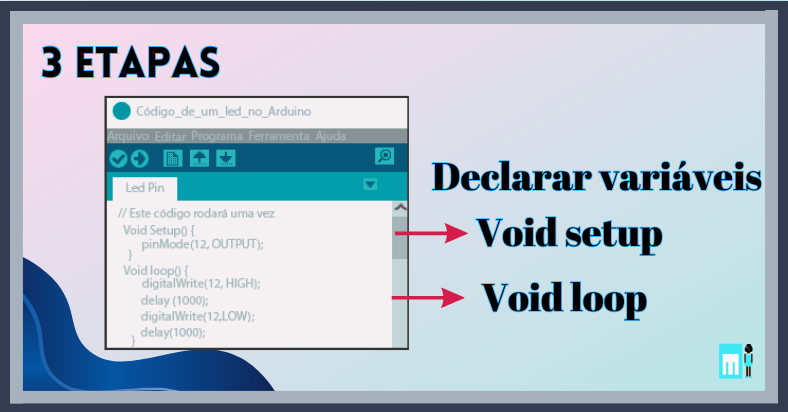 3 ETAPAS
Código_de_um_led_no_Arduino
Arquivo Editar Programa Ferramenta Ajuda
Led Pin
// Este código rodará uma vez
Void Setup() {
pinMode(12, OUTPUT);
}
Void loop() {
digitalWrite(12, HIGH);
delay (1000);
digitalWrite(12,LOW);
delay(1000);
}
Declarar variáveis
Void setup
Void loop
m